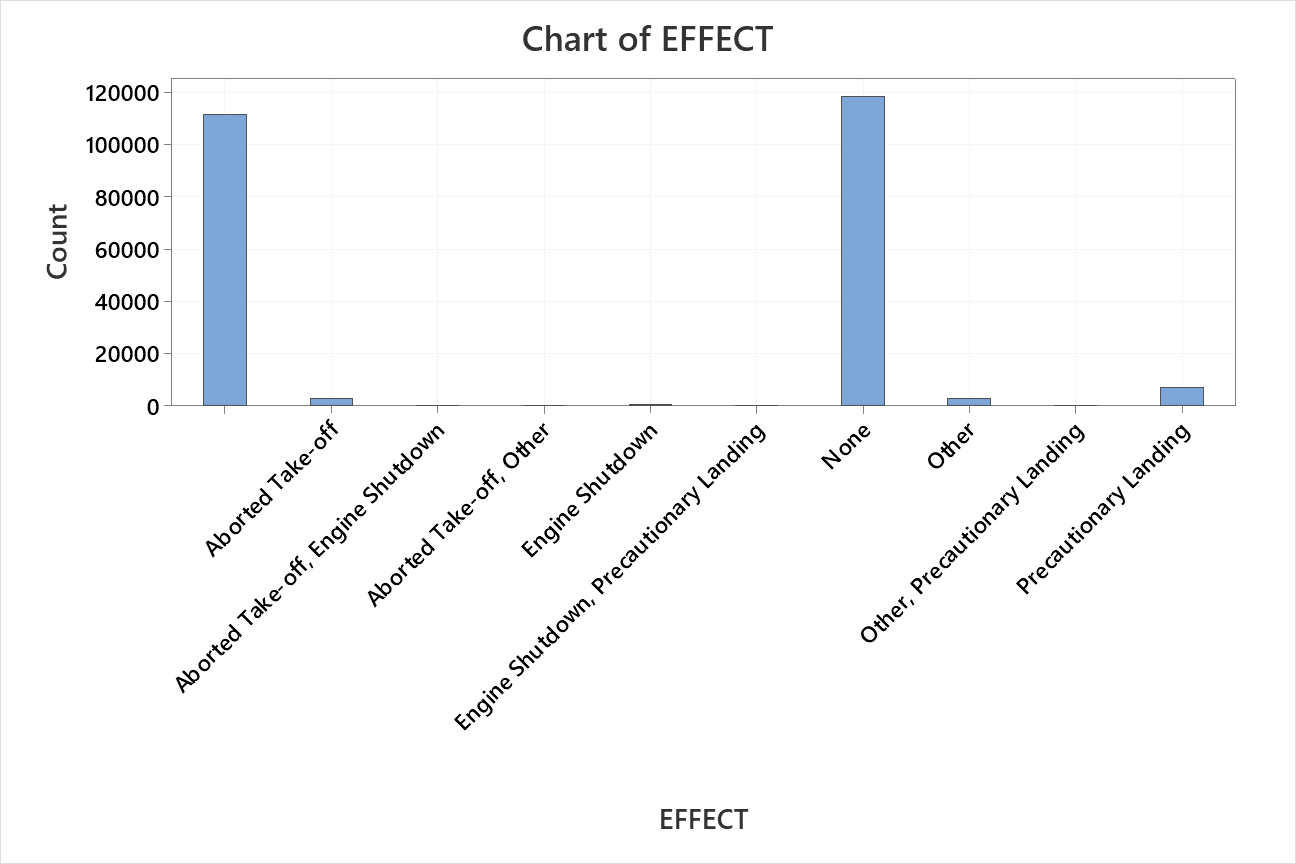 Chart of EFFECT
Count
120000
100000
80000
60000
40000
20000
0
Aborted Take-off
Aborted Take-off, Engine Shutdown
Aborted Take-off, Other
Engine Shutdown
Engine Shutdown, Precautionary Landing
None
Other
Other, Precautionary Landing
Precautionary Landing
EFFECT